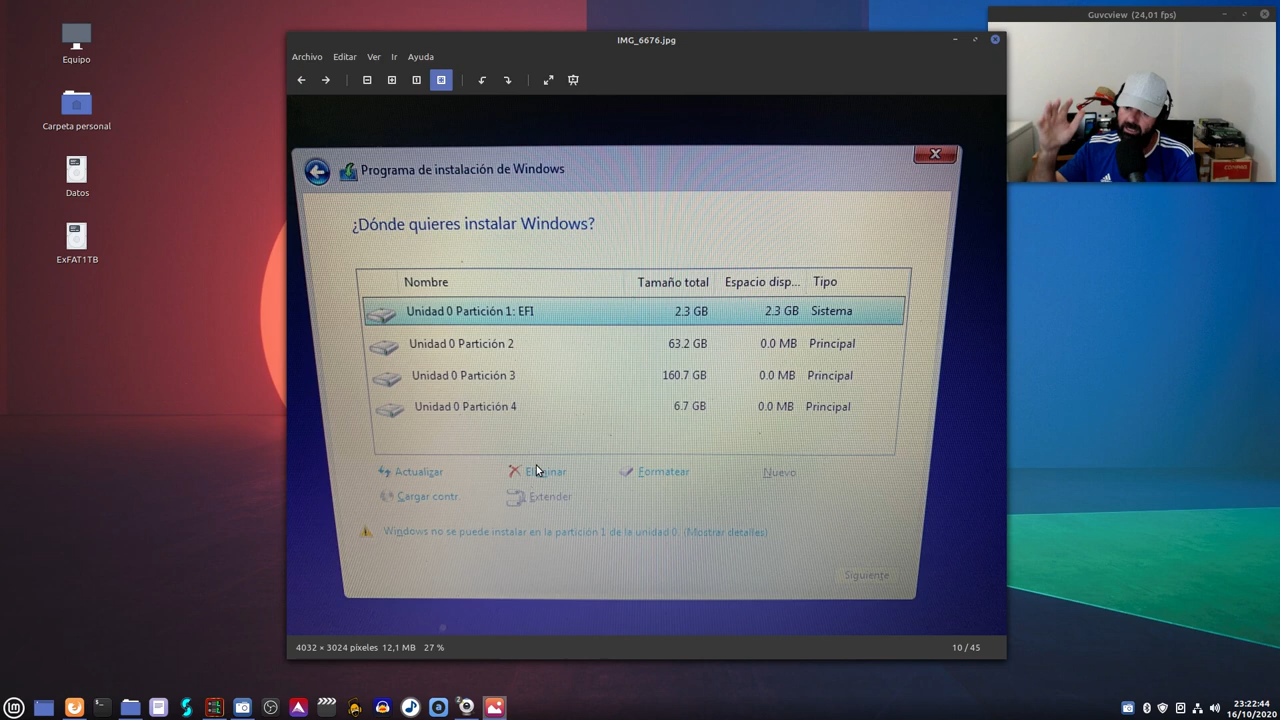 Guvcview (24,01 fps)
IMG_6676.jpg
Archivo Editar Ver Ir Ayuda
Equipo
Carpeta personal
Datos
ExFAT1TB
Programa de instalación de Windows
¿Dónde quieres instalar Windows?
Nombre Tamaño total Espacio disp... Tipo
Unidad 0 Partición 1: EFI 2.3 GB 2.3 GB Sistema
Unidad 0 Partición 2 63.2 GB 0.0 MB Principal
Unidad 0 Partición 3 160.7 GB 0.0 MB Principal
Unidad 0 Partición 4 6.7 GB 0.0 MB Principal
Actualizar Eliminar Formatear Nuevo
Cargar contr. Extender
Windows no se puede instalar en la partición 1 de la unidad 0. (Mostrar detalles)
Siguiente
4032 × 3024 píxeles 12,1 MB 27 % 10 / 45
23:22:44
16/10/2020